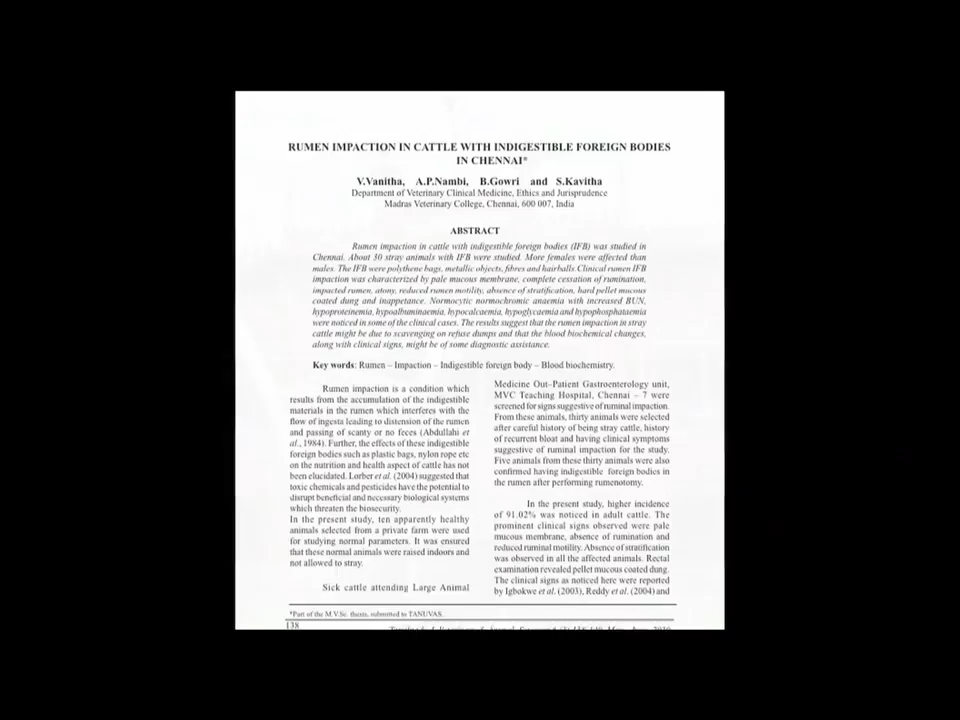 RUMEN IMPACTION IN CATTLE WITH INDIGESTIBLE FOREIGN BODIES
IN CHENNAI*
V.Vanitha, A.P.Nambi, B.Gowri and S.Kavitha
Department of Veterinary Clinical Medicine, Ethics and Jurisprudence
Madras Veterinary College, Chennai, 600 007, India
ABSTRACT
Rumen impaction in cattle with indigestible foreign bodies (IFB) was studied in
Chennai. About 30 stray animals with IFB were studied. More females were affected than
males. The IFB were polythene bags, metallic objects, fibres and hairballs.Clinical rumen IFB
impaction was characterized by pale mucous membrane, complete cessation of rumination,
impacted rumen, atony, reduced rumen motility, absence of stratification, hard pellet mucous
coated dung and inappetance. Normocytic normochromic anaemia with increased BUN,
hypoproteinemia, hypoalbuminaemia, hypocalcaemia, hypoglycaemia and hypophosphataemia
were noticed in some of the clinical cases. The results suggest that the rumen impaction in stray
cattle might be due to scavenging on refuse dumps and that the blood biochemical changes,
along with clinical signs, might be of some diagnostic assistance.
Key words: Rumen – Impaction – Indigestible foreign body – Blood biochemistry.
Rumen impaction is a condition which
results from the accumulation of the indigestible
materials in the rumen which interferes with the
flow of ingesta leading to distension of the rumen
and passing of scanty or no feces (Abdullahi et
al., 1984). Further, the effects of these indigestible
foreign bodies such as plastic bags, nylon rope etc
on the nutrition and health aspect of cattle has not
been elucidated. Lorber et al. (2004) suggested that
toxic chemicals and pesticides have the potential to
disrupt beneficial and necessary biological systems
which threaten the biosecurity.
In the present study, ten apparently healthy
animals selected from a private farm were used
for studying normal parameters. It was ensured
that these normal animals were raised indoors and
not allowed to stray.
Sick cattle attending Large Animal
Medicine Out–Patient Gastroenterology unit,
MVC Teaching Hospital, Chennai – 7 were
screened for signs suggestive of ruminal impaction.
From these animals, thirty animals were selected
after careful history of being stray cattle, history
of recurrent bloat and having clinical symptoms
suggestive of ruminal impaction for the study.
Five animals from these thirty animals were also
confirmed having indigestible foreign bodies in
the rumen after performing rumenotomy.
In the present study, higher incidence
of 91.02% was noticed in adult cattle. The
prominent clinical signs observed were pale
mucous membrane, absence of rumination and
reduced ruminal motility. Absence of stratification
was observed in all the affected animals. Rectal
examination revealed pellet mucous coated dung.
The clinical signs as noticed here were reported
by Igbokwe et al. (2003), Reddy et al. (2004) and
*Part of the M.V.Sc. thesis, submitted to TANUVAS.
138